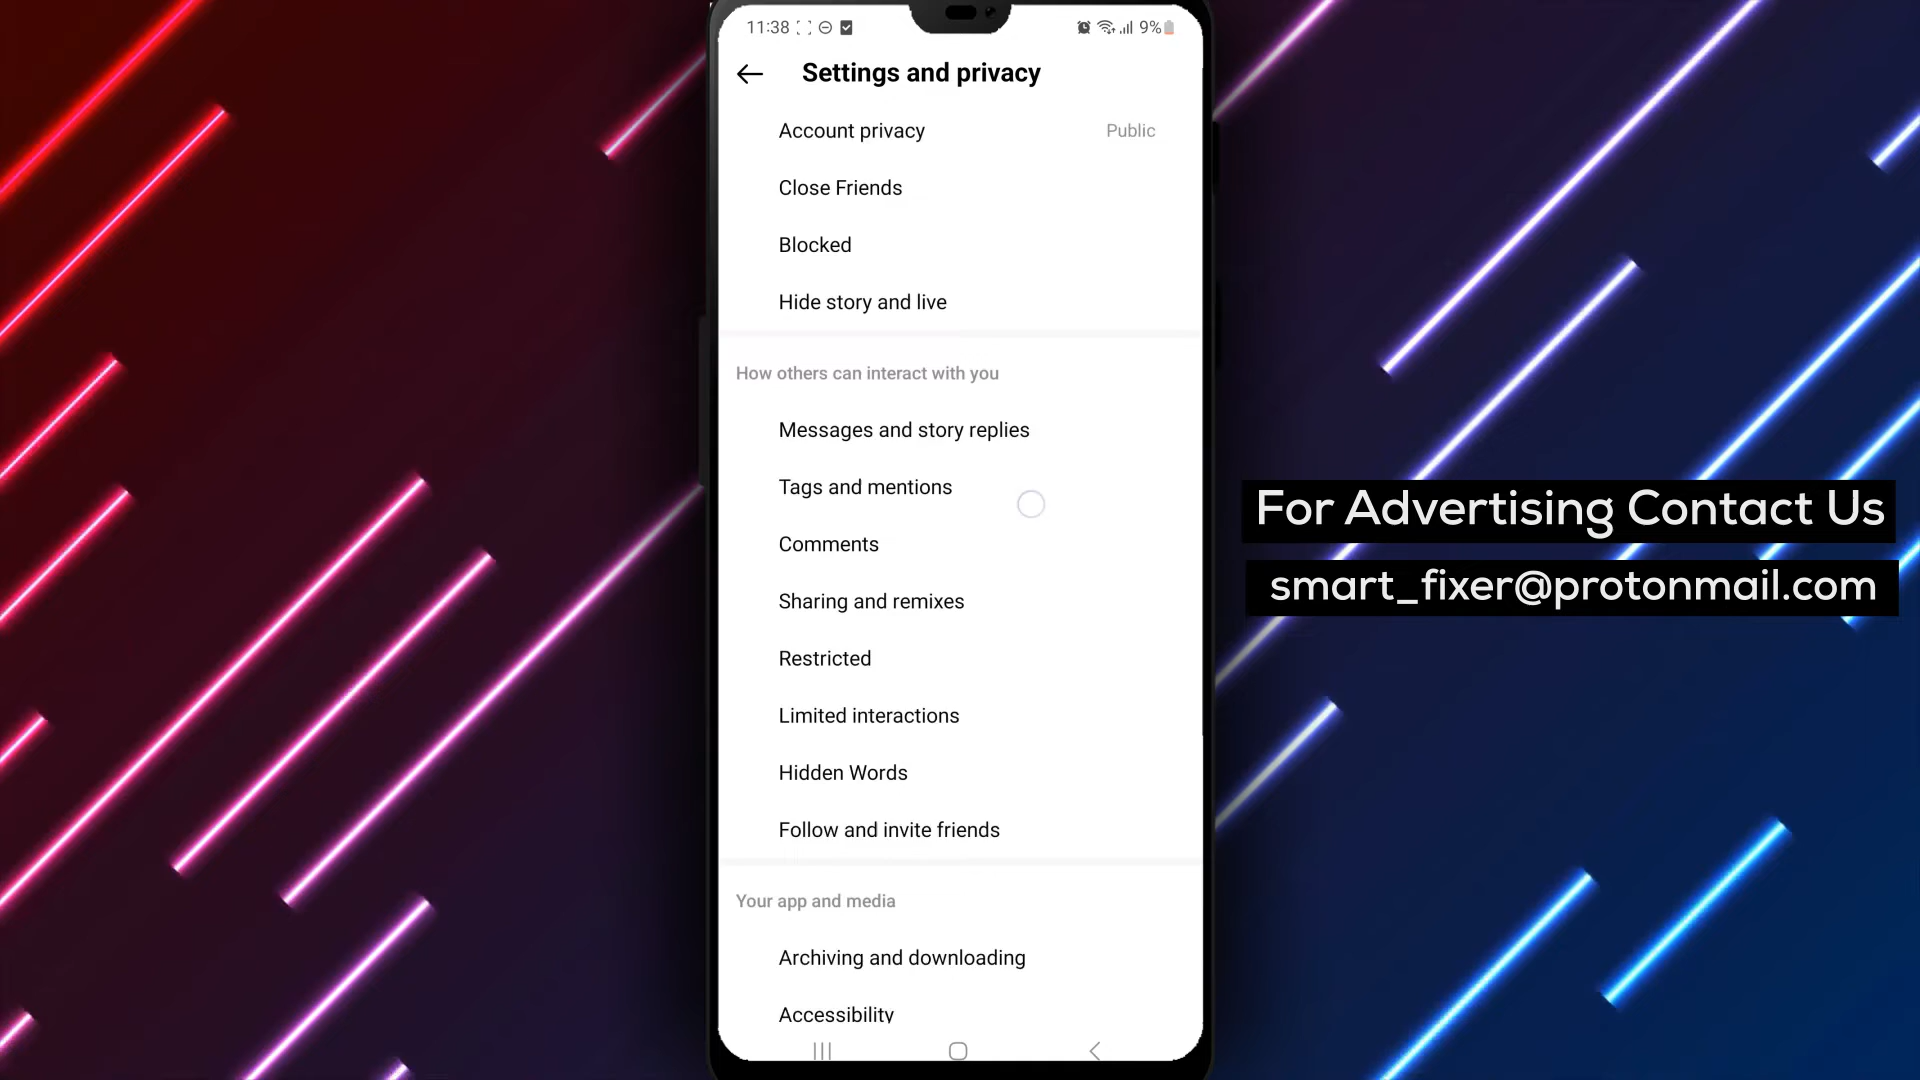 11:38
9%
Settings and privacy
Account privacy
Public
Close Friends
Blocked
Hide story and live
How others can interact with you
Messages and story replies
Tags and mentions
Comments
Sharing and remixes
Restricted
Limited interactions
Hidden Words
Follow and invite friends
Your app and media
Archiving and downloading
Accessibility
For Advertising Contact Us
smart_fixer@protonmail.com